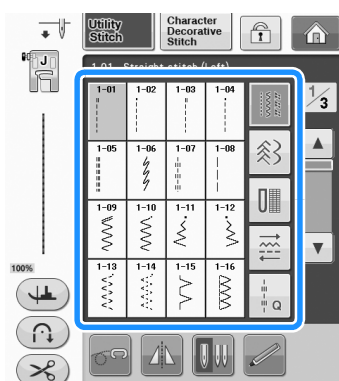 Utility
Stitch
Character
Decorative
Stitch
J
1-01 Straight stitch (Left)
1/3
1-01 1-02 1-03 1-04
1-05 1-06 1-07 1-08
1-09 1-10 1-11 1-12
1-13 1-14 1-15 1-16
Q
100%